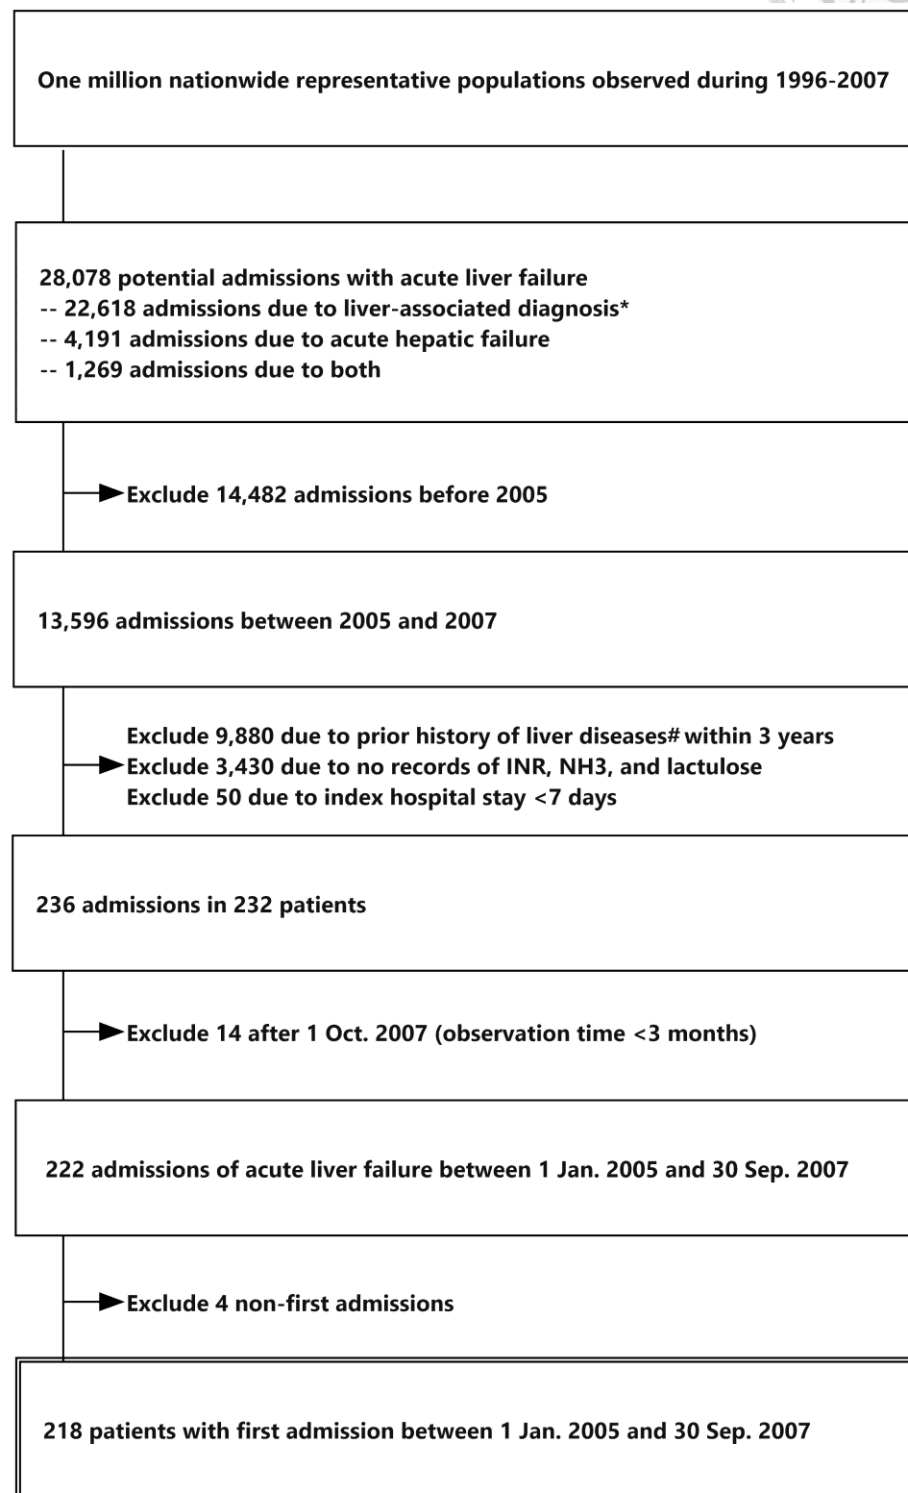 One million nationwide representative populations observed during 1996-2007
28,078 potential admissions with acute liver failure
-- 22,618 admissions due to liver-associated diagnosis*
-- 4,191 admissions due to acute hepatic failure
-- 1,269 admissions due to both
Exclude 14,482 admissions before 2005
13,596 admissions between 2005 and 2007
Exclude 9,880 due to prior history of liver diseases# within 3 years
Exclude 3,430 due to no records of INR, NH3, and lactulose
Exclude 50 due to index hospital stay <7 days
236 admissions in 232 patients
Exclude 14 after 1 Oct. 2007 (observation time <3 months)
222 admissions of acute liver failure between 1 Jan. 2005 and 30 Sep. 2007
Exclude 4 non-first admissions
218 patients with first admission between 1 Jan. 2005 and 30 Sep. 2007